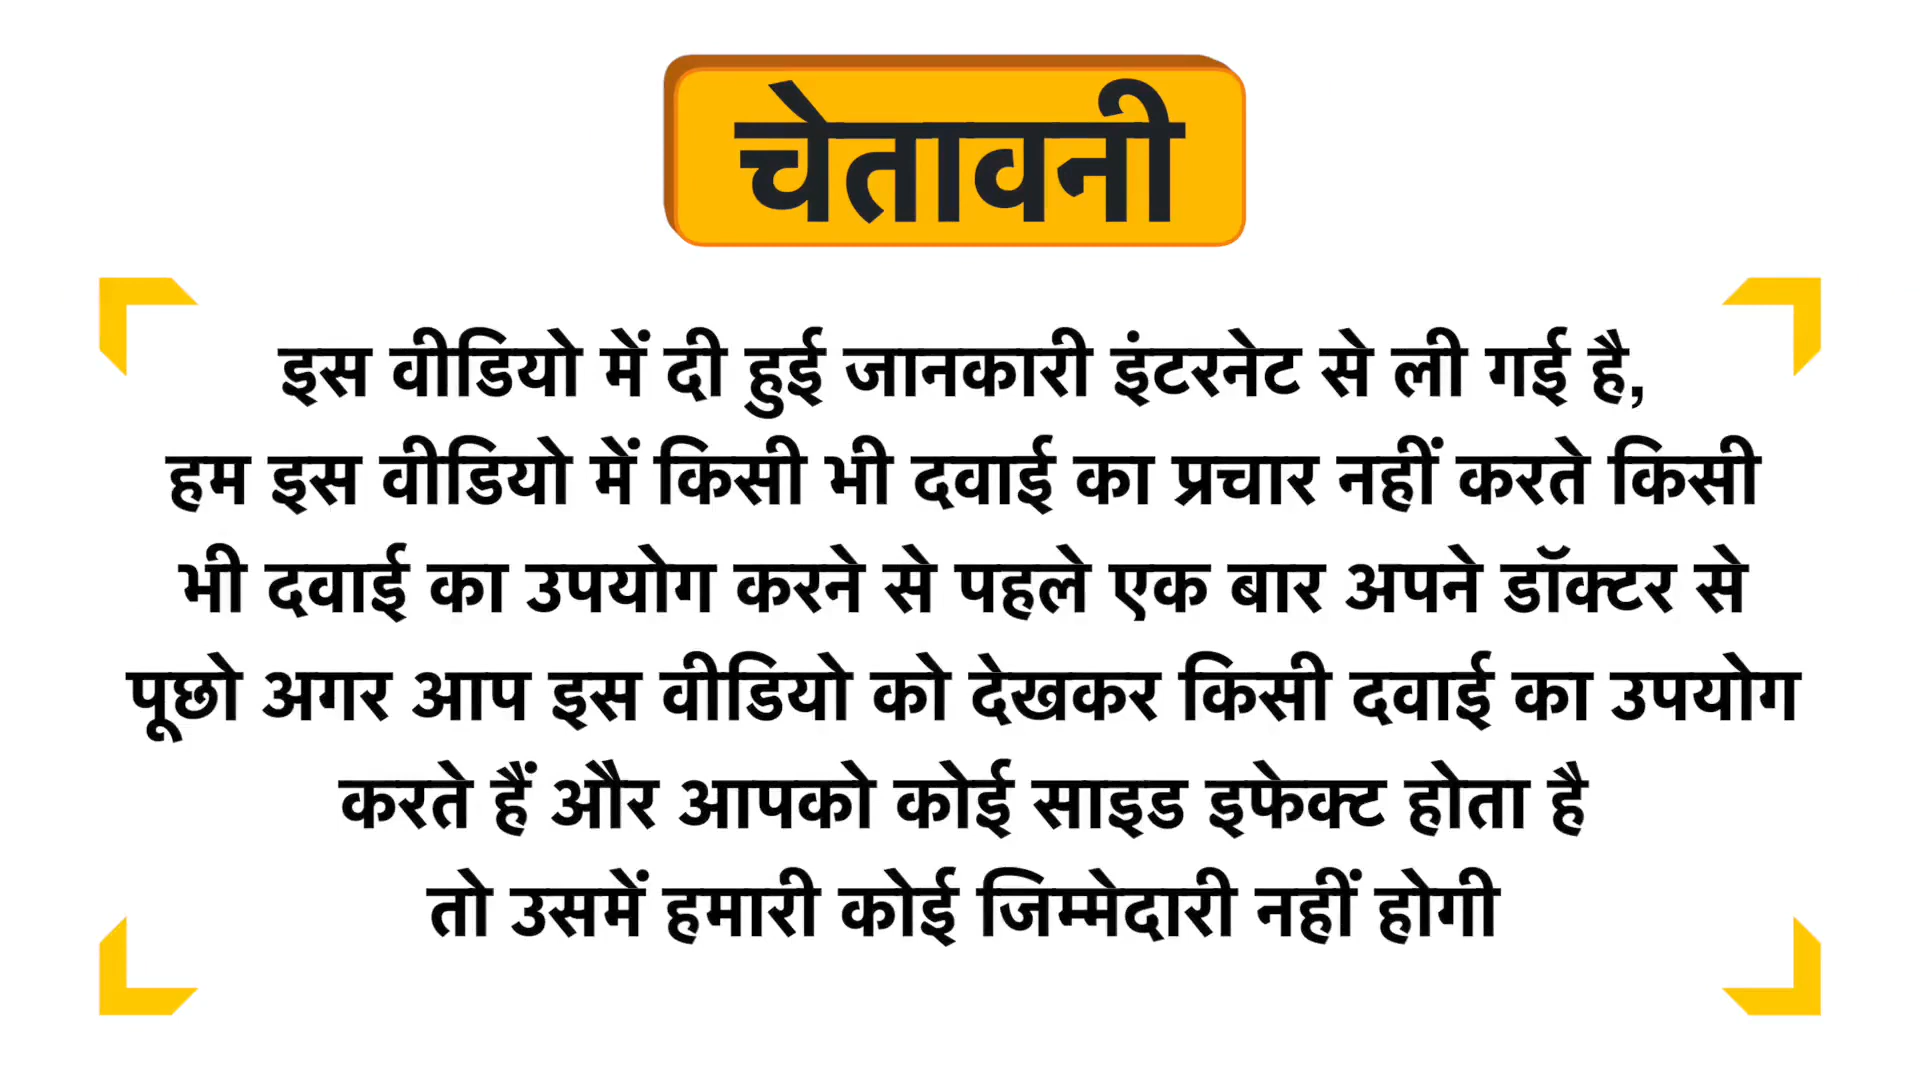 चेतावनी
इस वीडियो में दी हुई जानकारी इंटरनेट से ली गई है,
हम इस वीडियो में किसी भी दवाई का प्रचार नहीं करते किसी
भी दवाई का उपयोग करने से पहले एक बार अपने डॉक्टर से
पूछो अगर आप इस वीडियो को देखकर किसी दवाई का उपयोग
करते हैं और आपको कोई साइड इफेक्ट होता है
तो उसमें हमारी कोई जिम्मेदारी नहीं होगी